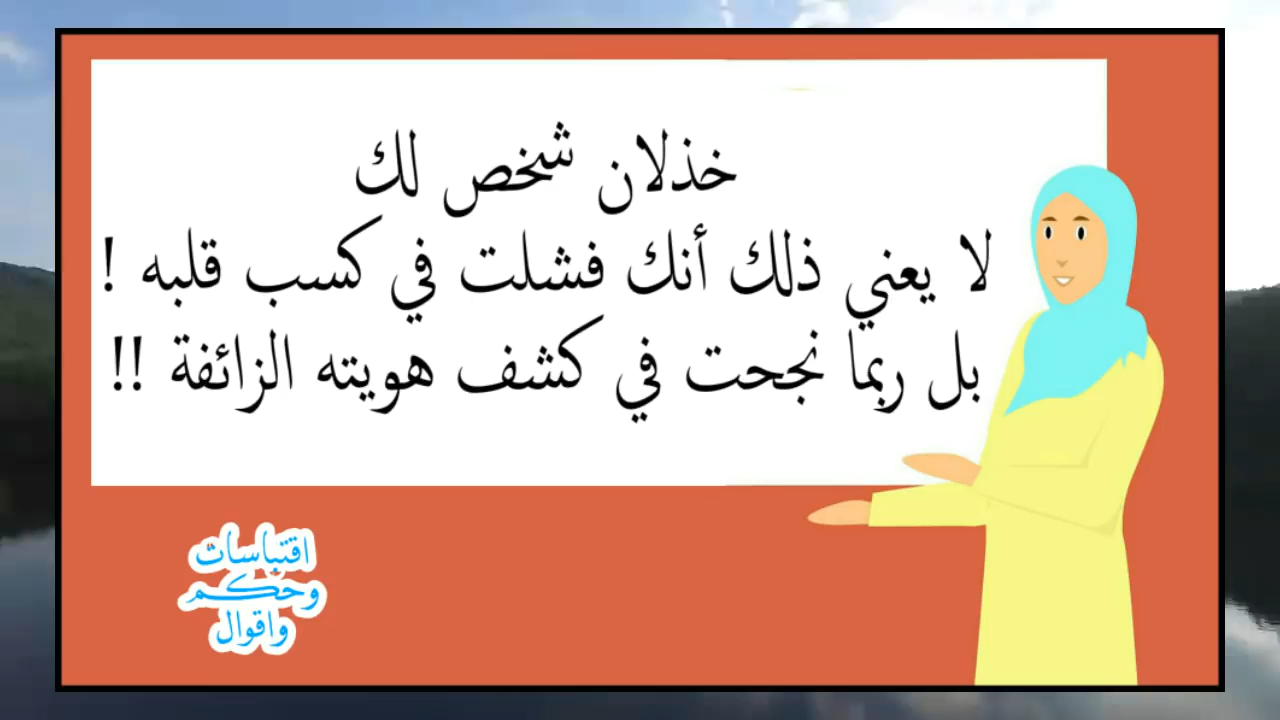 خذلان شخص لك
لا يعني ذلك أنك فشلت في كسب قلبه !
بل ربما نجحت في كشف هويته الزائفة !!
اقتباسات
وحكم
واقوال